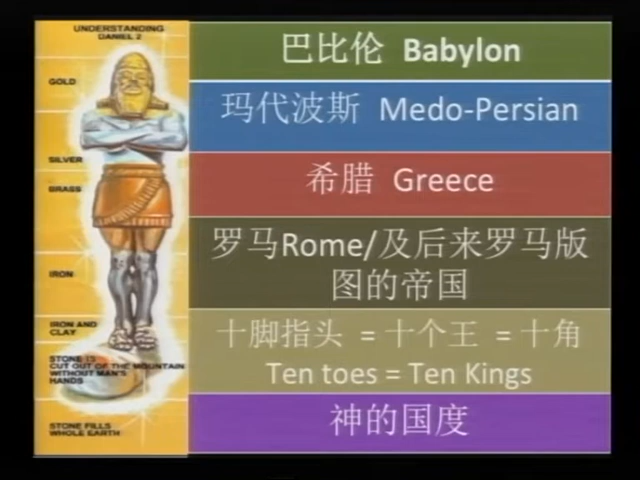 UNDERSTANDING
DANIEL 2
GOLD
SILVER
BRASS
IRON
IRON AND
CLAY
STONE IS
CUT OUT OF THE MOUNTAIN
WITHOUT MAN'S
HANDS
STONE FILLS
WHOLE EARTH
巴比伦 Babylon
玛代波斯 Medo-Persian
希腊 Greece
罗马Rome/及后来罗马版
图的帝国
十脚指头 = 十个王 = 十角
Ten toes = Ten Kings
神的国度